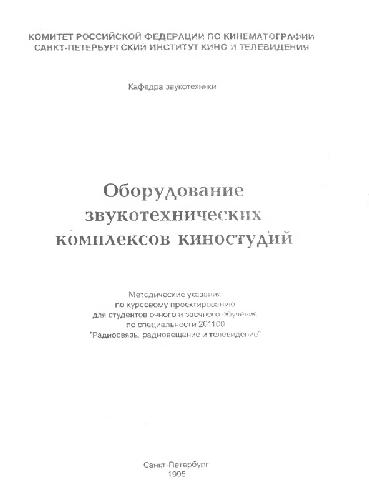 КОМИТЕТ РОССИЙСКОЙ ФЕДЕРАЦИИ ПО КИНЕМАТОГРАФИИ
САНКТ-ПЕТЕРБУРГСКИЙ ИНСТИТУТ КИНО И ТЕЛЕВИДЕНИЯ
Кафедра звукотехники
Оборудование
звукотехнических
комплексов киностудий
Методические указания
по курсовому проектированию
для студентов очного и заочного обучения
по специальности 201100
"Радиосвязь, радиовещание и телевидение"
Санкт-Петербург
1995